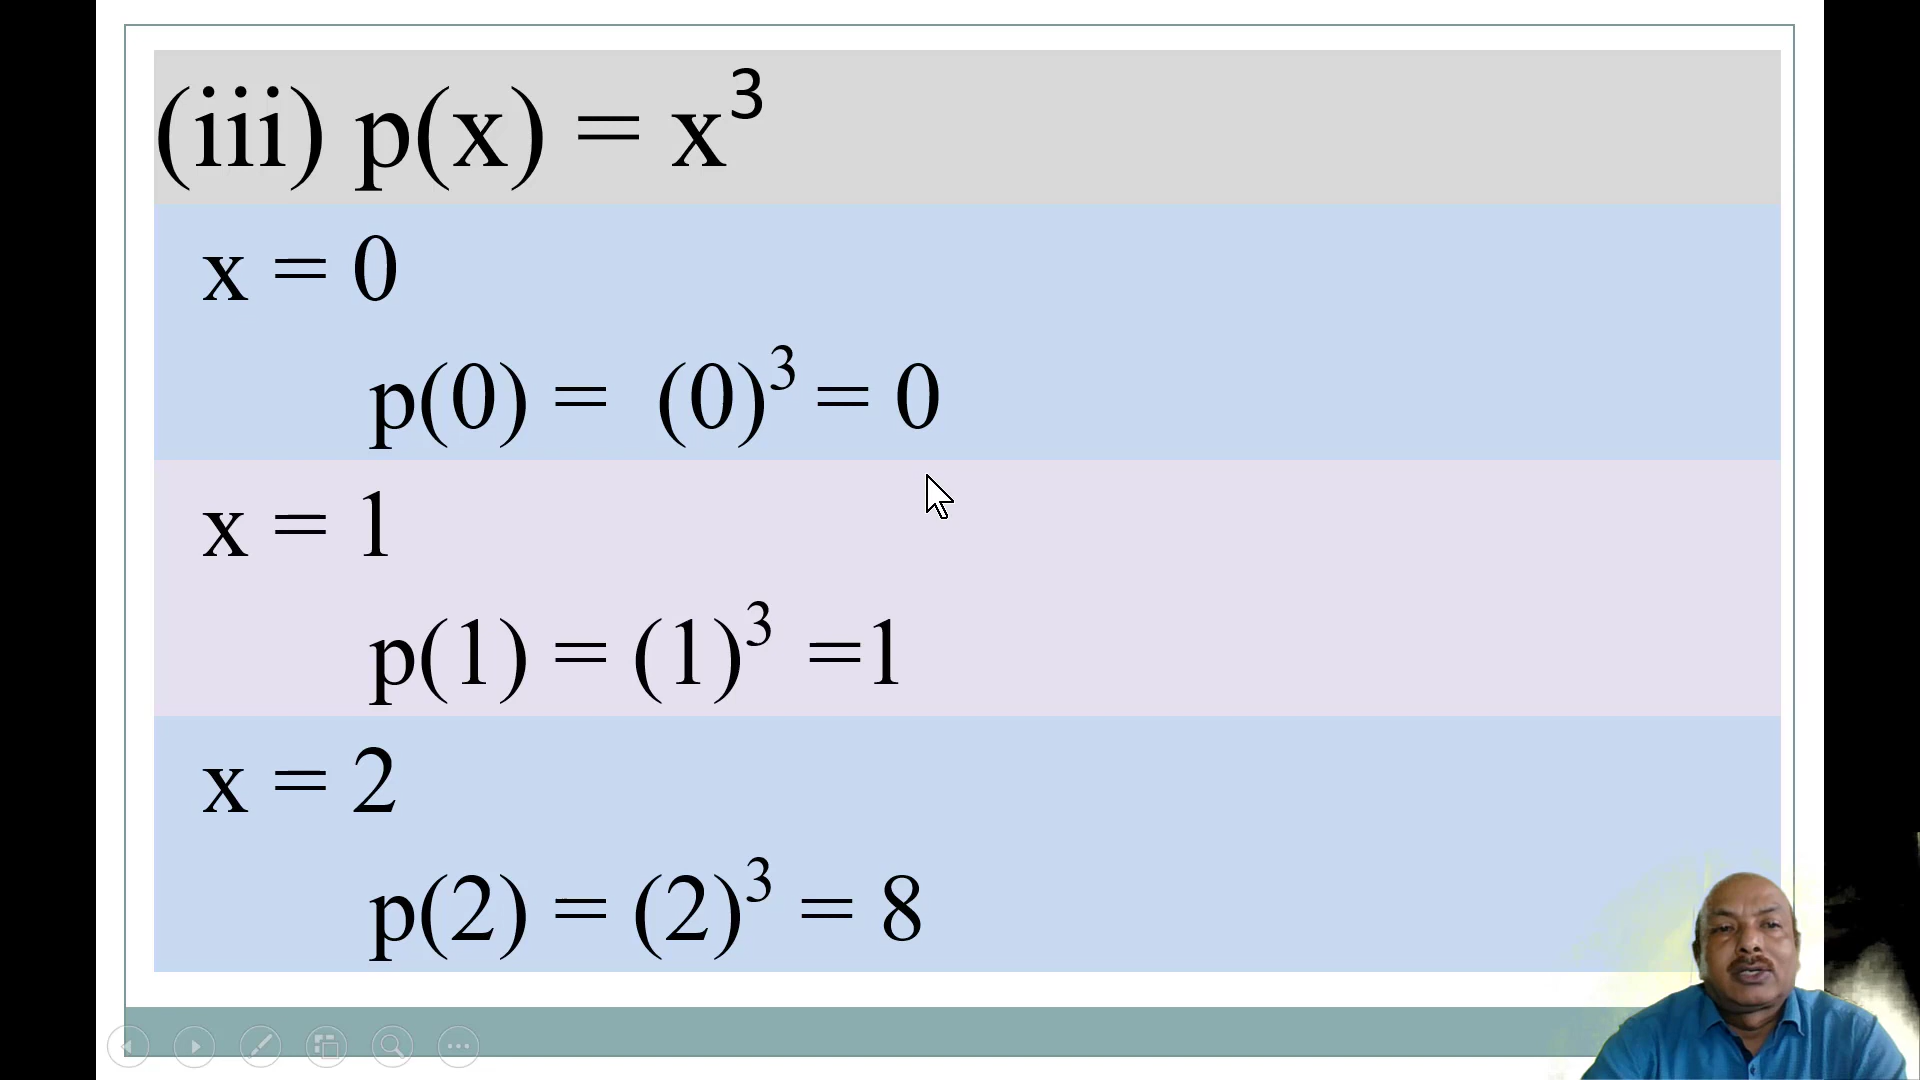 (iii) p(x) = x³
x = 0
p(0) = (0)³ = 0
x = 1
p(1) = (1)³ =1
x = 2
p(2) = (2)³ = 8